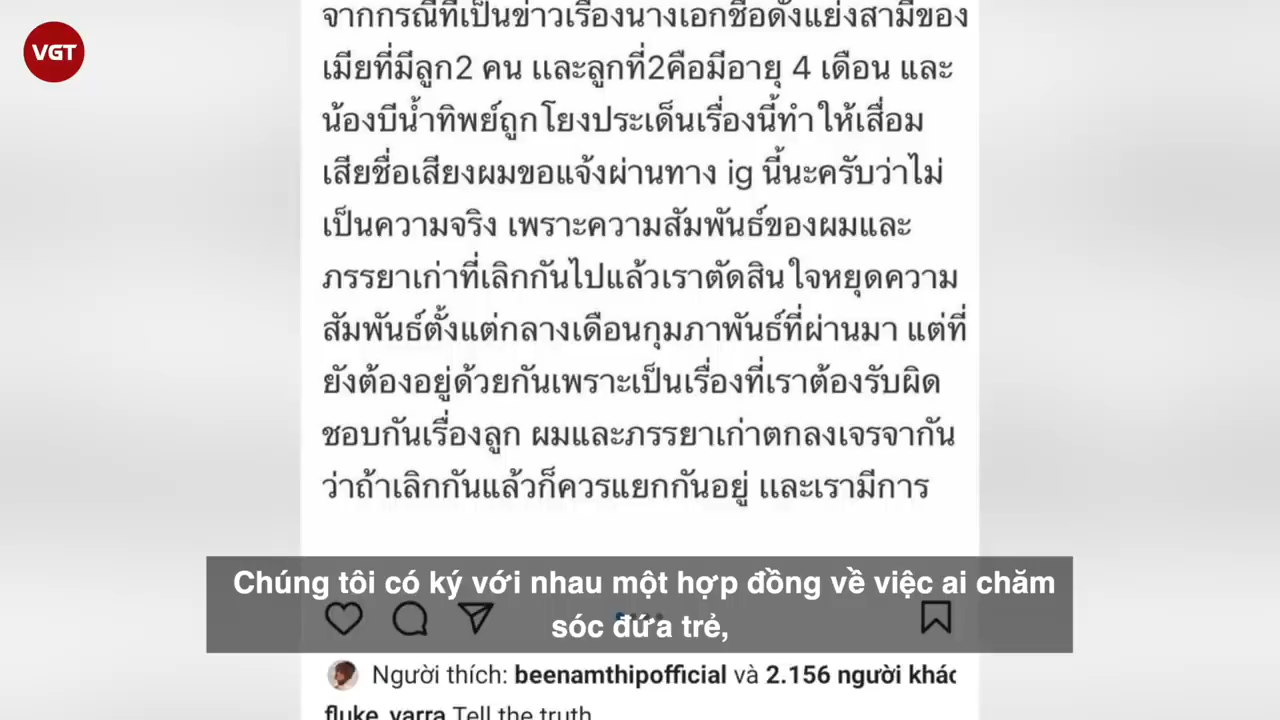 VGT
จากกรณีที่เป็นข่าวเรื่องนางเอกชื่อดังแย่งสามีของ
เมียที่มีลูก2 คน และลูกที่2คือมีอายุ 4 เดือน และ
น้องบีน้ำทิพย์ถูกโยงประเด็นเรื่องนี้ทำให้เสื่อม
เสียชื่อเสียงผมขอแจ้งผ่านทาง ig นี้นะครับว่าไม่
เป็นความจริง เพราะความสัมพันธ์ของผมและ
ภรรยาเก่าที่เลิกกันไปแล้วเราตัดสินใจหยุดความ
สัมพันธ์ตั้งแต่กลางเดือนกุมภาพันธ์ที่ผ่านมา แต่ที่
ยังต้องอยู่ด้วยกันเพราะเป็นเรื่องที่เราต้องรับผิด
ชอบกันเรื่องลูก ผมและภรรยาเก่าตกลงเจรจากัน
ว่าถ้าเลิกกันแล้วก็ควรแยกกันอยู่ และเรามีการ
Chúng tôi có ký với nhau một hợp đồng về việc ai chăm
sóc đứa trẻ,
Người thích: beenamthipofficial và 2.156 người khác
fluke_varra Tell the truth